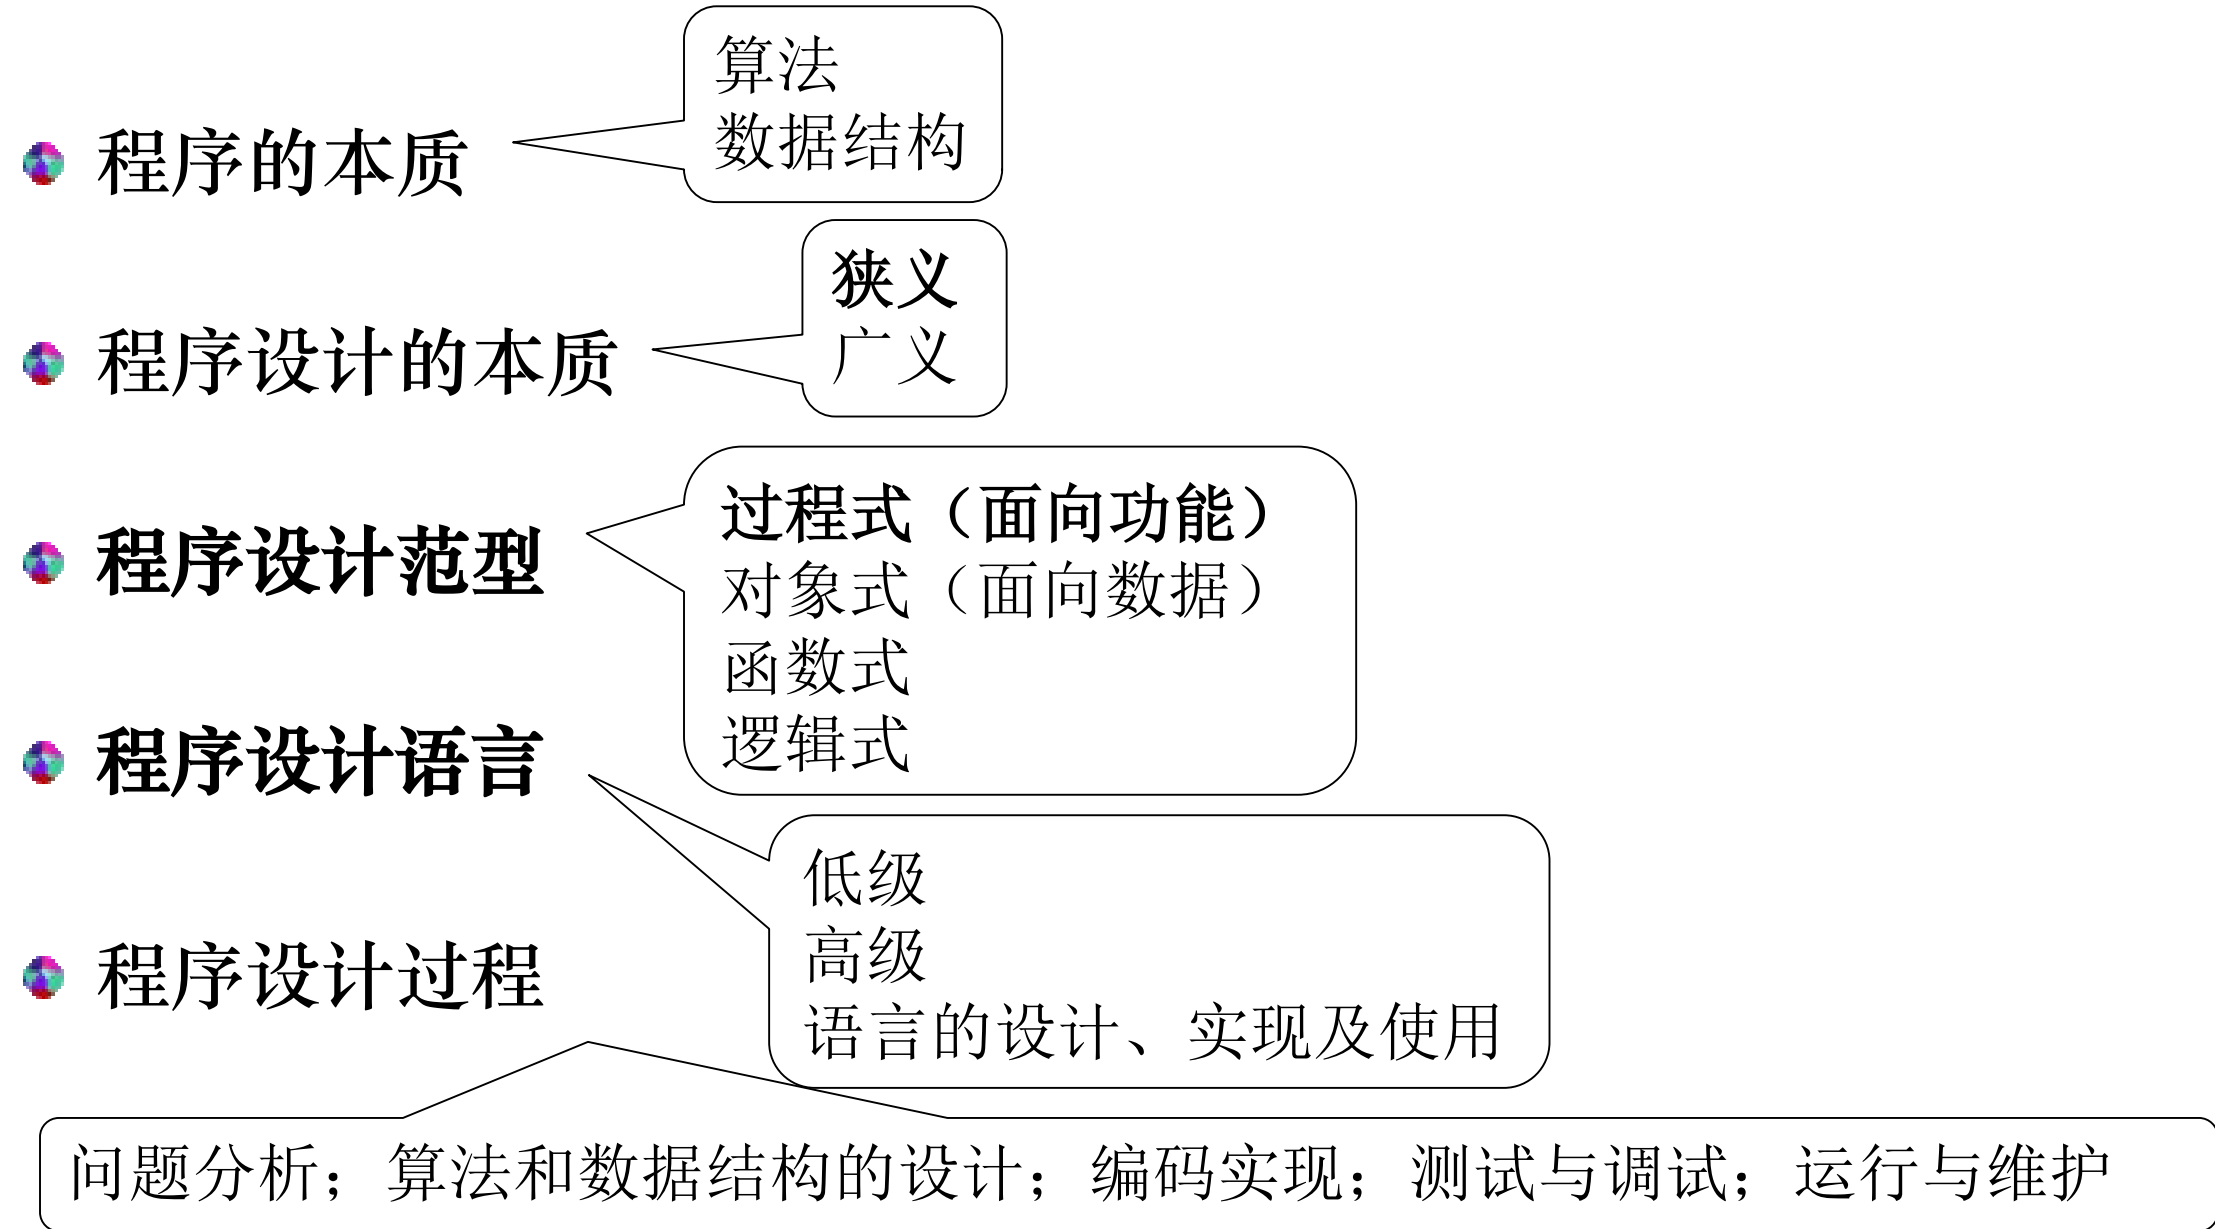 算法
数据结构
程序的本质
狭义
广义
程序设计的本质
过程式（面向功能）
对象式（面向数据）
函数式
逻辑式
程序设计范型
程序设计语言
低级
高级
语言的设计、实现及使用
程序设计过程
问题分析；算法和数据结构的设计；编码实现；测试与调试；运行与维护